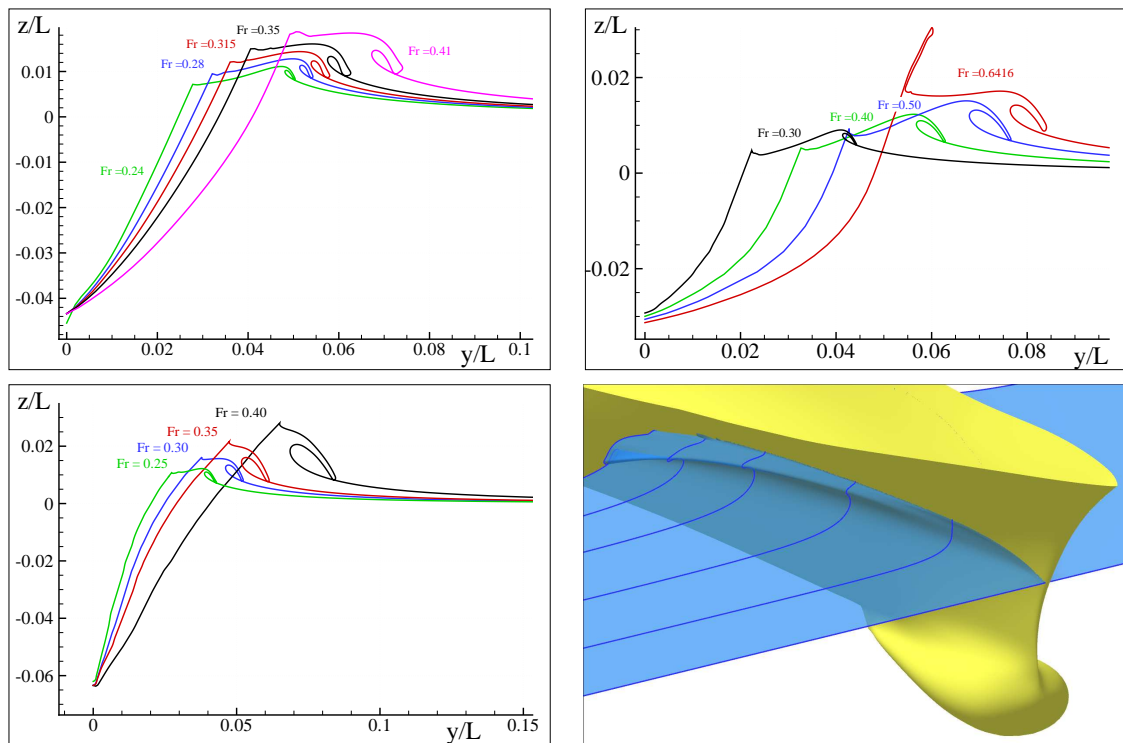 z/L
Fr =0.35
Fr =0.315
Fr =0.41
Fr =0.28
0.01
0
Fr =0.24
-0.01
-0.02
-0.03
-0.04
0
0.02
0.04
0.06
0.08
0.1
y/L
z/L
0.02
Fr=0.6416
Fr=0.50
Fr =0.40
Fr =0.30
0
-0.02
0
0.02
0.04
0.06
0.08
y/L
z/L
Fr = 0.40
Fr = 0.35
Fr = 0.30
Fr = 0.25
0.02
0
-0.02
-0.04
-0.06
0
0.05
0.1
0.15
y/L